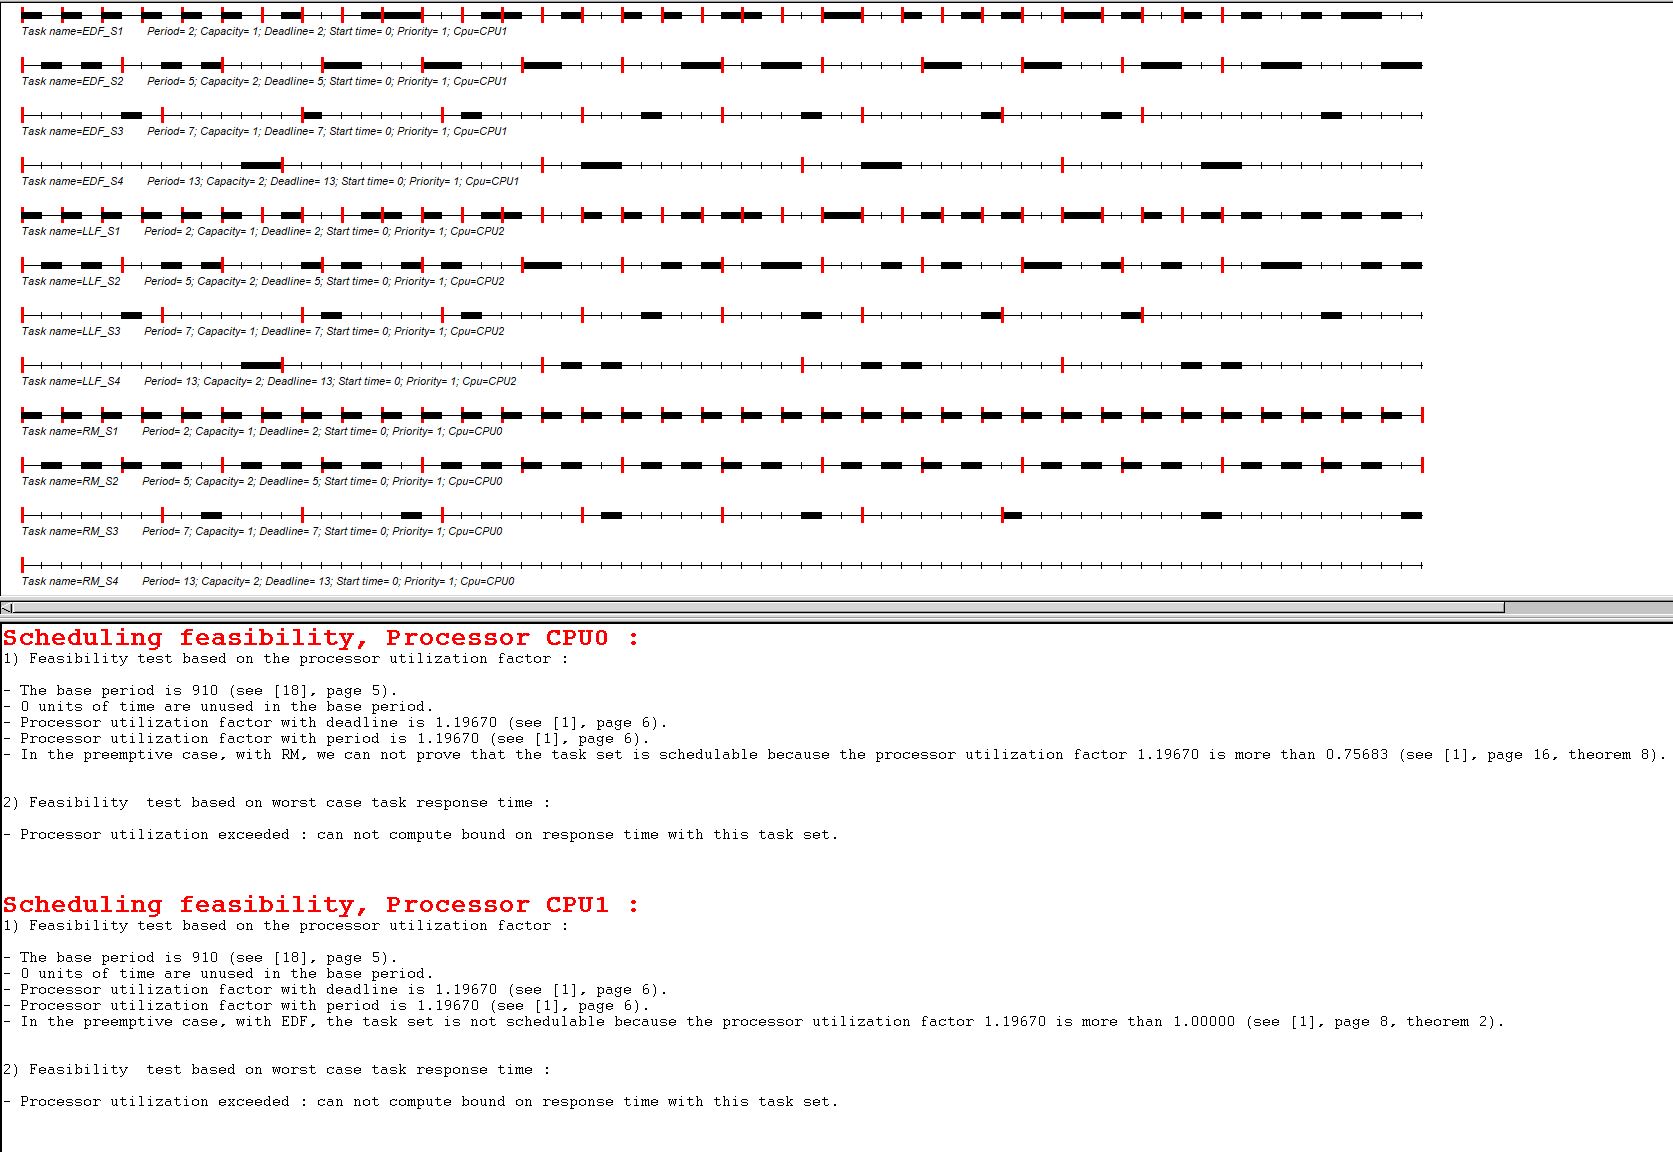 Task name=EDF_S1 Period= 2; Capacity= 1; Deadline= 2; Start time= 0; Priority= 1; Cpu=CPU1
Task name=EDF_S2 Period= 5; Capacity= 2; Deadline= 5; Start time= 0; Priority= 1; Cpu=CPU1
Task name=EDF_S3 Period= 7; Capacity= 1; Deadline= 7; Start time= 0; Priority= 1; Cpu=CPU1
Task name=EDF_S4 Period= 13; Capacity= 2; Deadline= 13; Start time= 0; Priority= 1; Cpu=CPU1
Task name=LLF_S1 Period= 2; Capacity= 1; Deadline= 2; Start time= 0; Priority= 1; Cpu=CPU2
Task name=LLF_S2 Period= 5; Capacity= 2; Deadline= 5; Start time= 0; Priority= 1; Cpu=CPU2
Task name=LLF_S3 Period= 7; Capacity= 1; Deadline= 7; Start time= 0; Priority= 1; Cpu=CPU2
Task name=LLF_S4 Period= 13; Capacity= 2; Deadline= 13; Start time= 0; Priority= 1; Cpu=CPU2
Task name=RM_S1 Period= 2; Capacity= 1; Deadline= 2; Start time= 0; Priority= 1; Cpu=CPU0
Task name=RM_S2 Period= 5; Capacity= 2; Deadline= 5; Start time= 0; Priority= 1; Cpu=CPU0
Task name=RM_S3 Period= 7; Capacity= 1; Deadline= 7; Start time= 0; Priority= 1; Cpu=CPU0
Task name=RM_S4 Period= 13; Capacity= 2; Deadline= 13; Start time= 0; Priority= 1; Cpu=CPU0
Scheduling feasibility, Processor CPU0 :
1) Feasibility test based on the processor utilization factor :
- The base period is 910 (see [18], page 5).
- 0 units of time are unused in the base period.
- Processor utilization factor with deadline is 1.19670 (see [1], page 6).
- Processor utilization factor with period is 1.19670 (see [1], page 6).
- In the preemptive case, with RM, we can not prove that the task set is schedulable because the processor utilization factor 1.19670 is more than 0.75683 (see [1], page 16, theorem 8).
2) Feasibility test based on worst case task response time :
- Processor utilization exceeded : can not compute bound on response time with this task set.
Scheduling feasibility, Processor CPU1 :
1) Feasibility test based on the processor utilization factor :
- The base period is 910 (see [18], page 5).
- 0 units of time are unused in the base period.
- Processor utilization factor with deadline is 1.19670 (see [1], page 6).
- Processor utilization factor with period is 1.19670 (see [1], page 6).
- In the preemptive case, with EDF, the task set is not schedulable because the processor utilization factor 1.19670 is more than 1.00000 (see [1], page 8, theorem 2).
2) Feasibility test based on worst case task response time :
- Processor utilization exceeded : can not compute bound on response time with this task set.